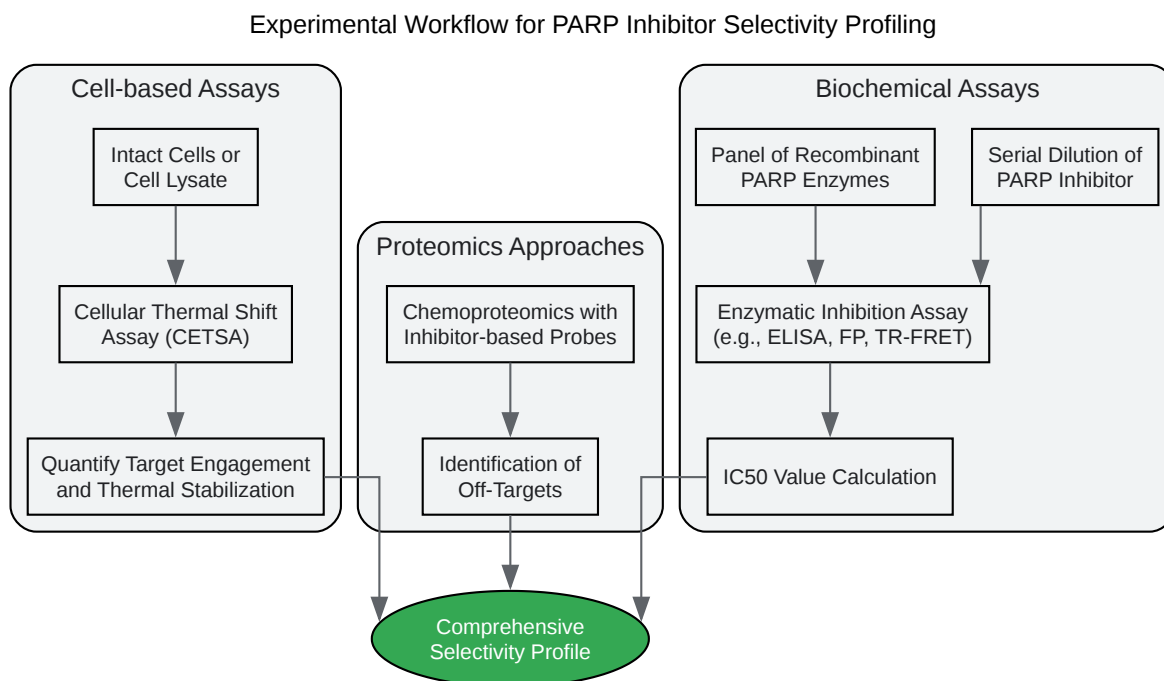 Experimental Workflow for PARP Inhibitor Selectivity Profiling
Cell-based Assays
Intact Cells or
Cell Lysate
Cellular Thermal Shift
Assay (CETSA)
Quantify Target Engagement
and Thermal Stabilization
Proteomics Approaches
Chemoproteomics with
Inhibitor-based Probes
Identification of
Off-Targets
Biochemical Assays
Panel of Recombinant
PARP Enzymes
Serial Dilution of
PARP Inhibitor
Enzymatic Inhibition Assay
(e.g., ELISA, FP, TR-FRET)
IC50 Value Calculation
Comprehensive
Selectivity Profile